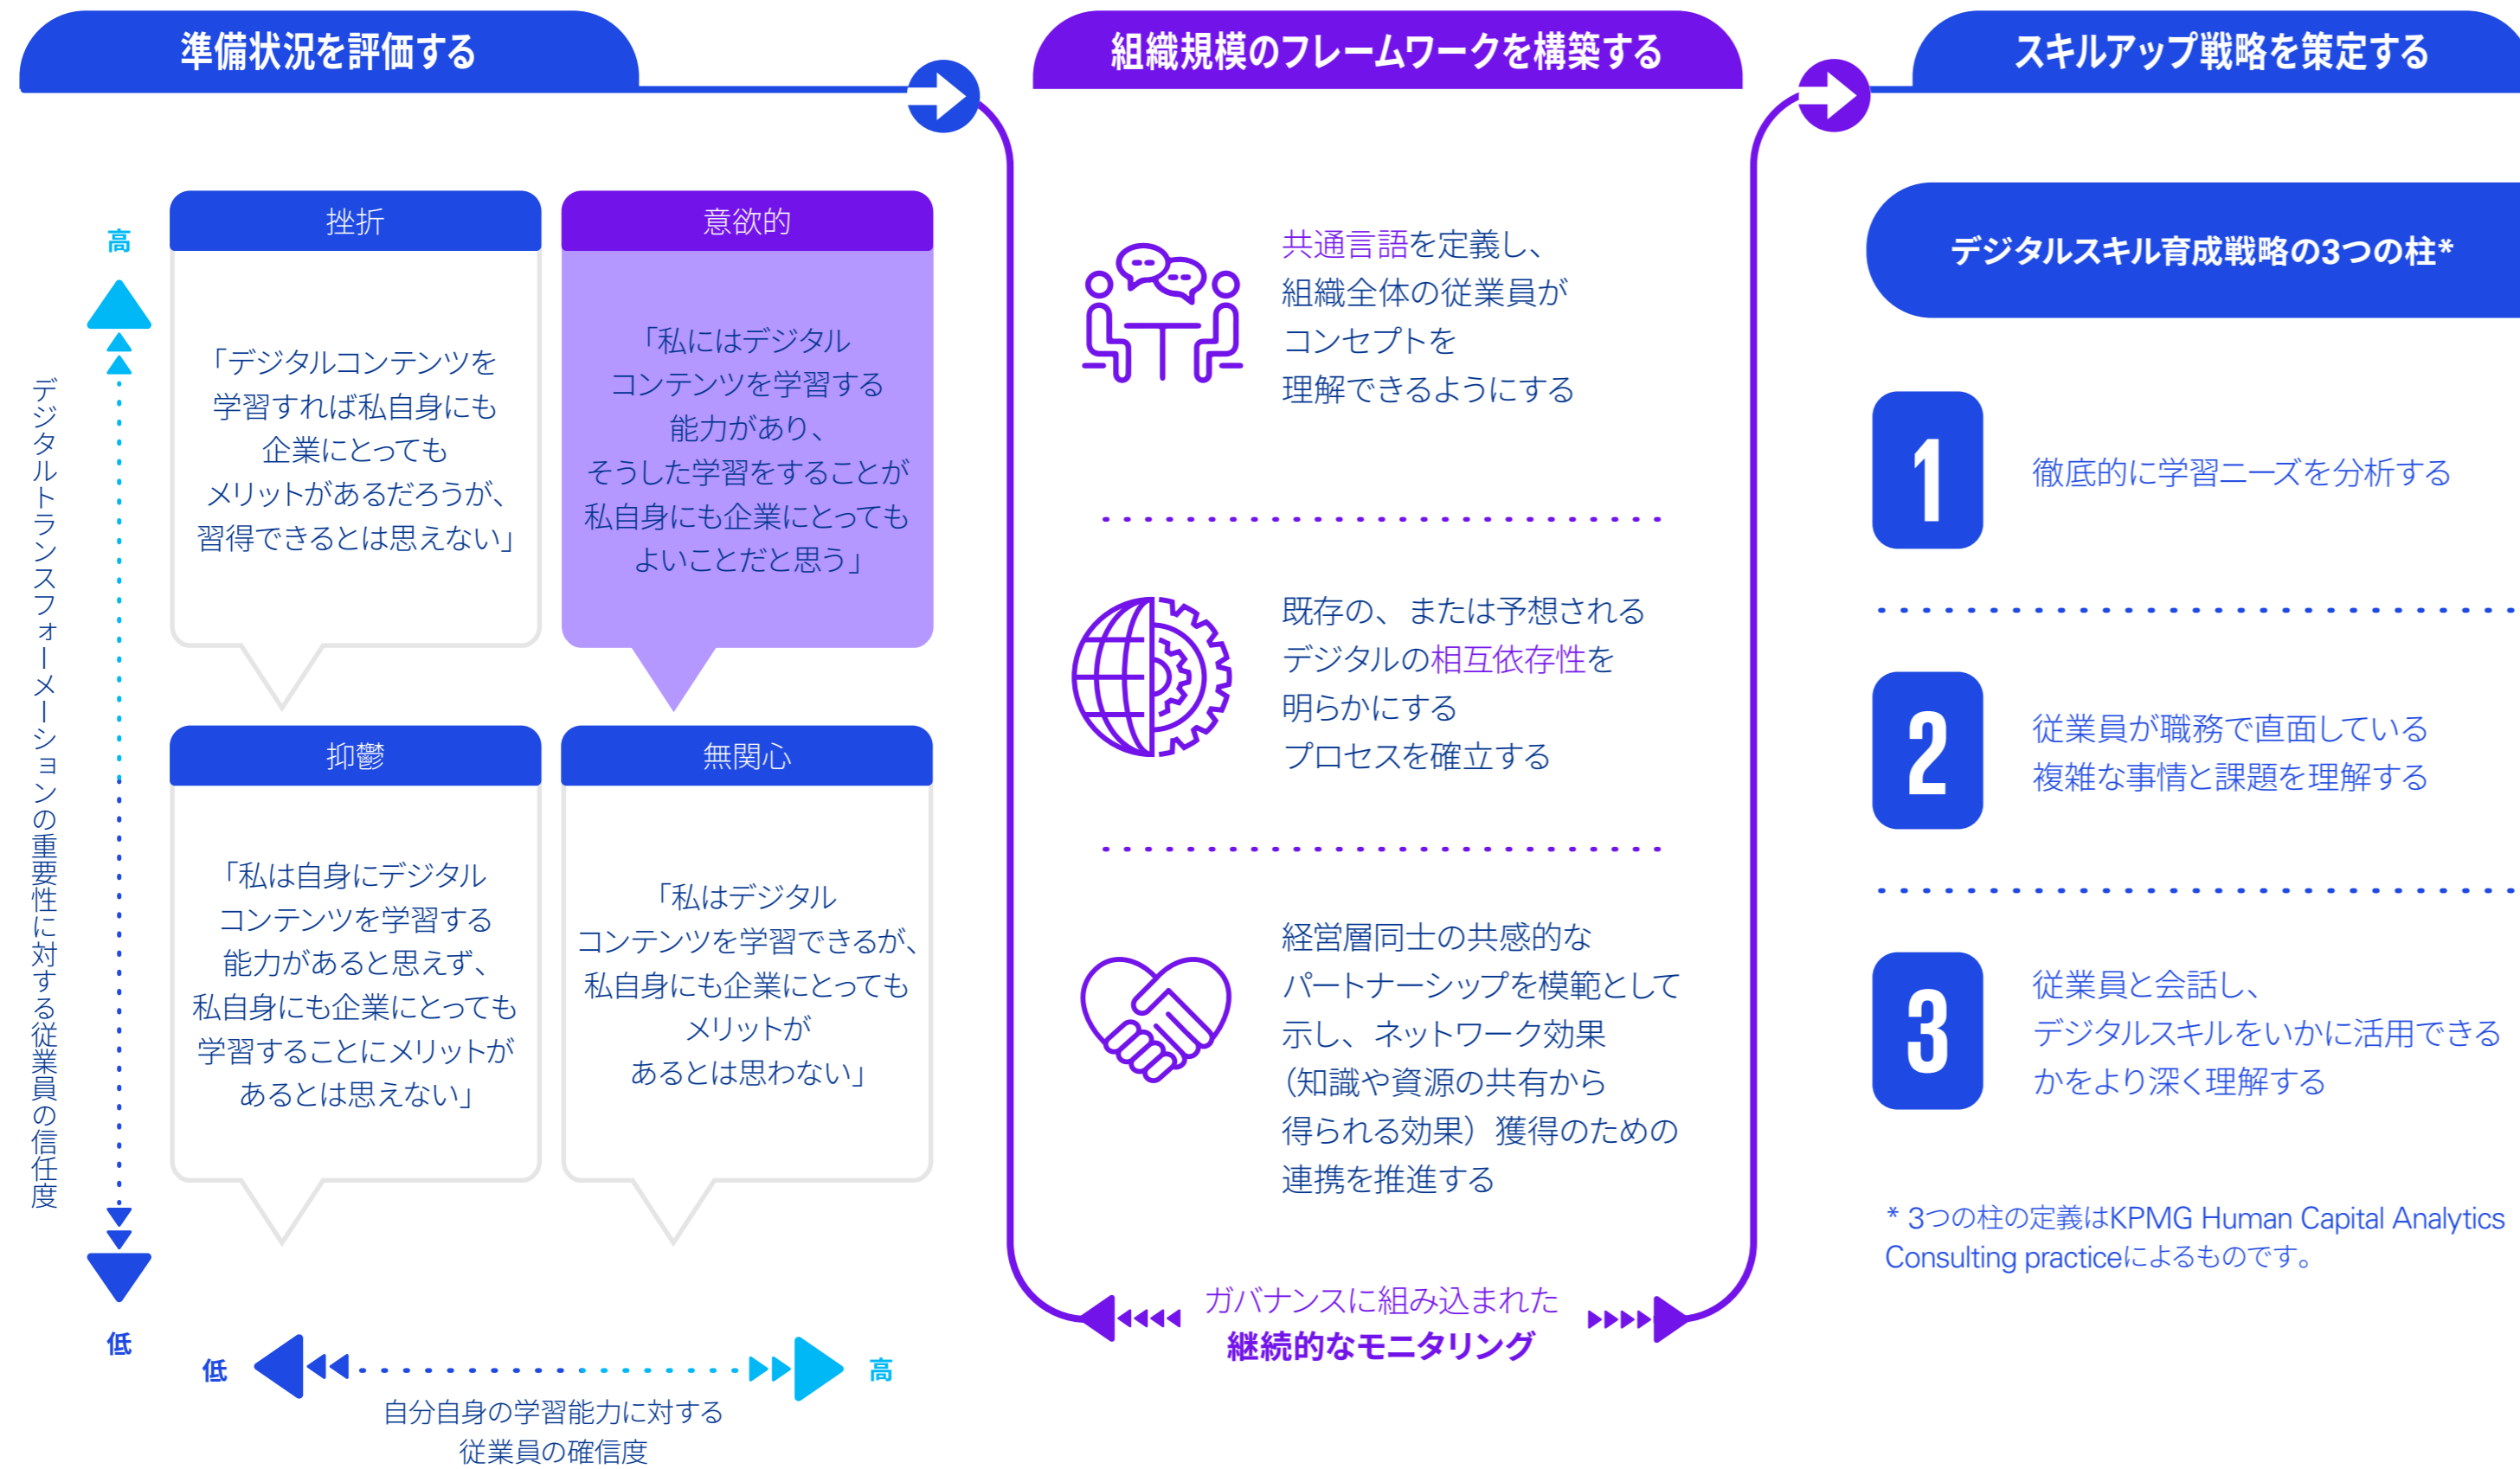 準備状況を評価する
デジタルトランスフォーメーションの重要性に対する従業員の信任度
高
低
挫折
「デジタルコンテンツを
学習すれば私自身にも
企業にとっても
メリットがあるだろうが、
習得できるとは思えない」
意欲的
「私にはデジタル
コンテンツを学習する
能力があり、
そうした学習をすることが
私自身にも企業にとっても
よいことだと思う」
抑鬱
「私は自身にデジタル
コンテンツを学習する
能力があると思えず、
私自身にも企業にとっても
学習することにメリットが
あるとは思えない」
無関心
「私はデジタル
コンテンツを学習できるが、
私自身にも企業にとっても
メリットが
あるとは思わない」
低
高
自分自身の学習能力に対する
従業員の確信度
組織規模のフレームワークを構築する
共通言語を定義し、
組織全体の従業員が
コンセプトを
理解できるようにする
既存の、または予想される
デジタルの相互依存性を
明らかにする
プロセスを確立する
経営層同士の共感的な
パートナーシップを模範として
示し、ネットワーク効果
（知識や資源の共有から
得られる効果）獲得のための
連携を推進する
ガバナンスに組み込まれた
継続的なモニタリング
スキルアップ戦略を策定する
デジタルスキル育成戦略の3つの柱*
1
徹底的に学習ニーズを分析する
2
従業員が職務で直面している
複雑な事情と課題を理解する
3
従業員と会話し、
デジタルスキルをいかに活用できる
かをより深く理解する
* 3つの柱の定義はKPMG Human Capital Analytics
Consulting practiceによるものです。